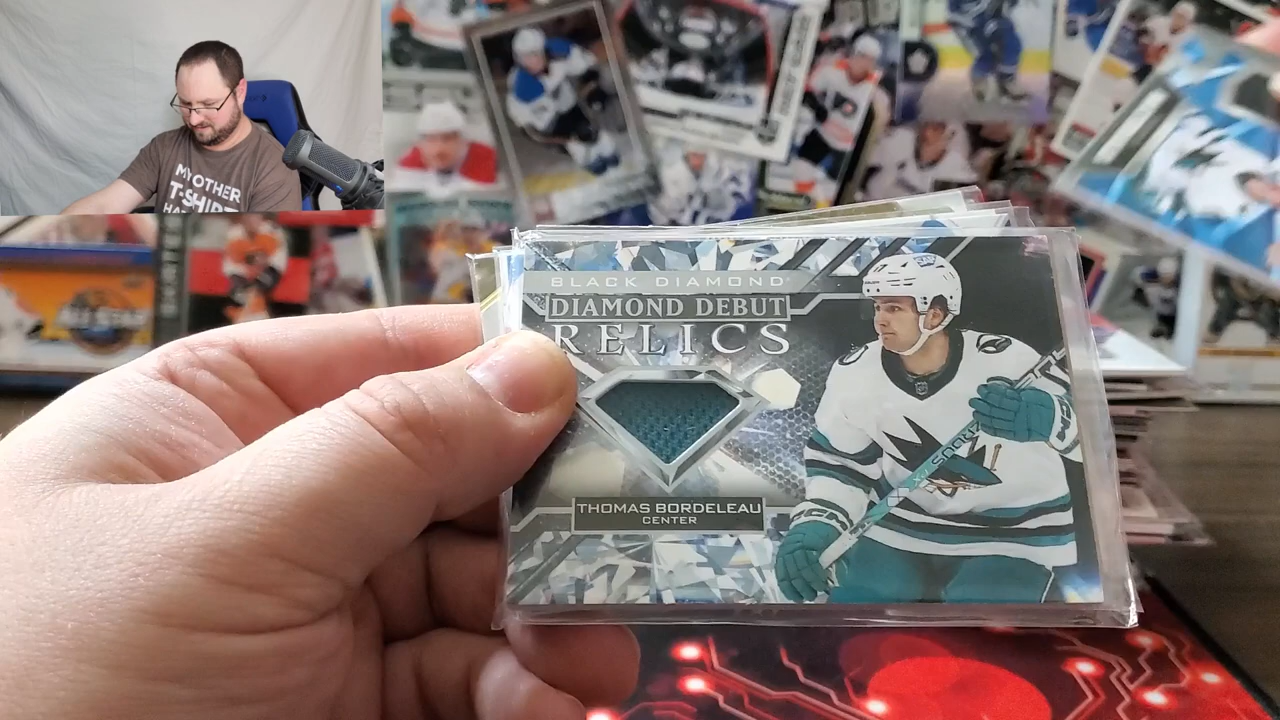 MY OTHER
T-SHIRT
BLACK DIAMOND
DIAMOND DEBUT
RELICS
THOMAS BORDELEAU
CENTER